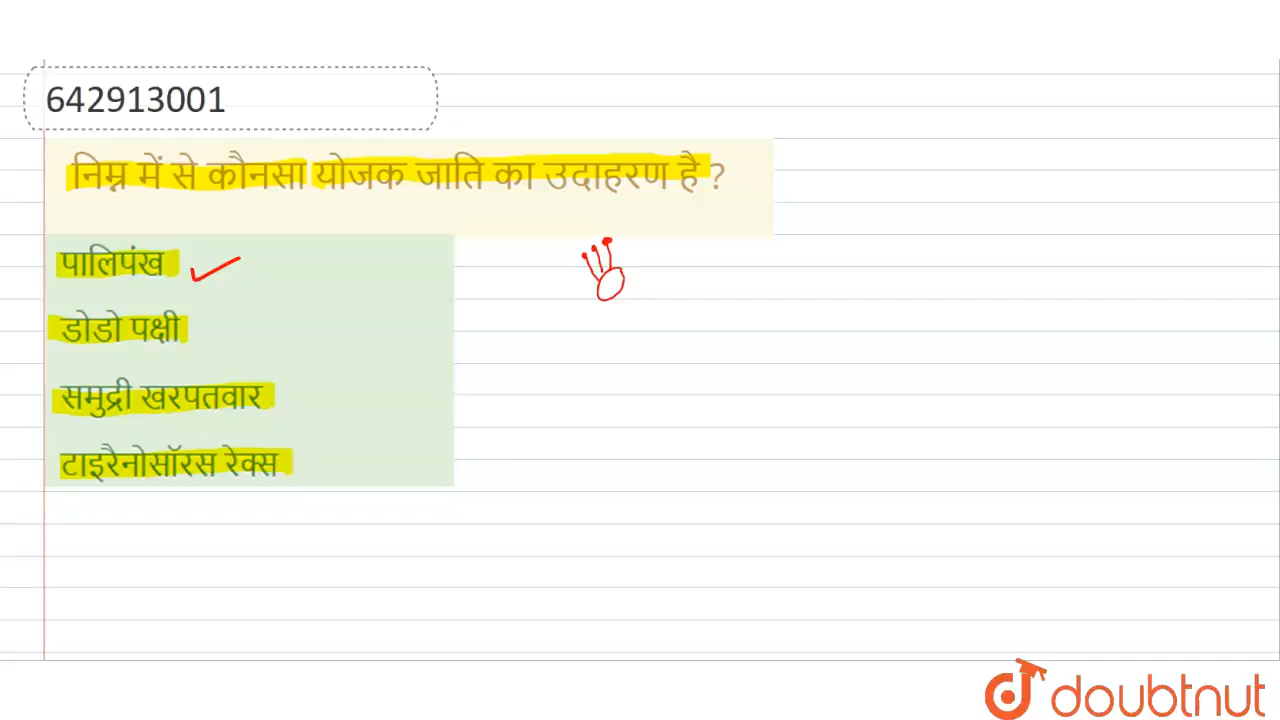 642913001
निम्न में से कौनसा योजक जाति का उदाहरण है ?
पालिपंख
डोडो पक्षी
समुद्री खरपतवार
टाइरैनोसॉरस रेक्स
doubtnut